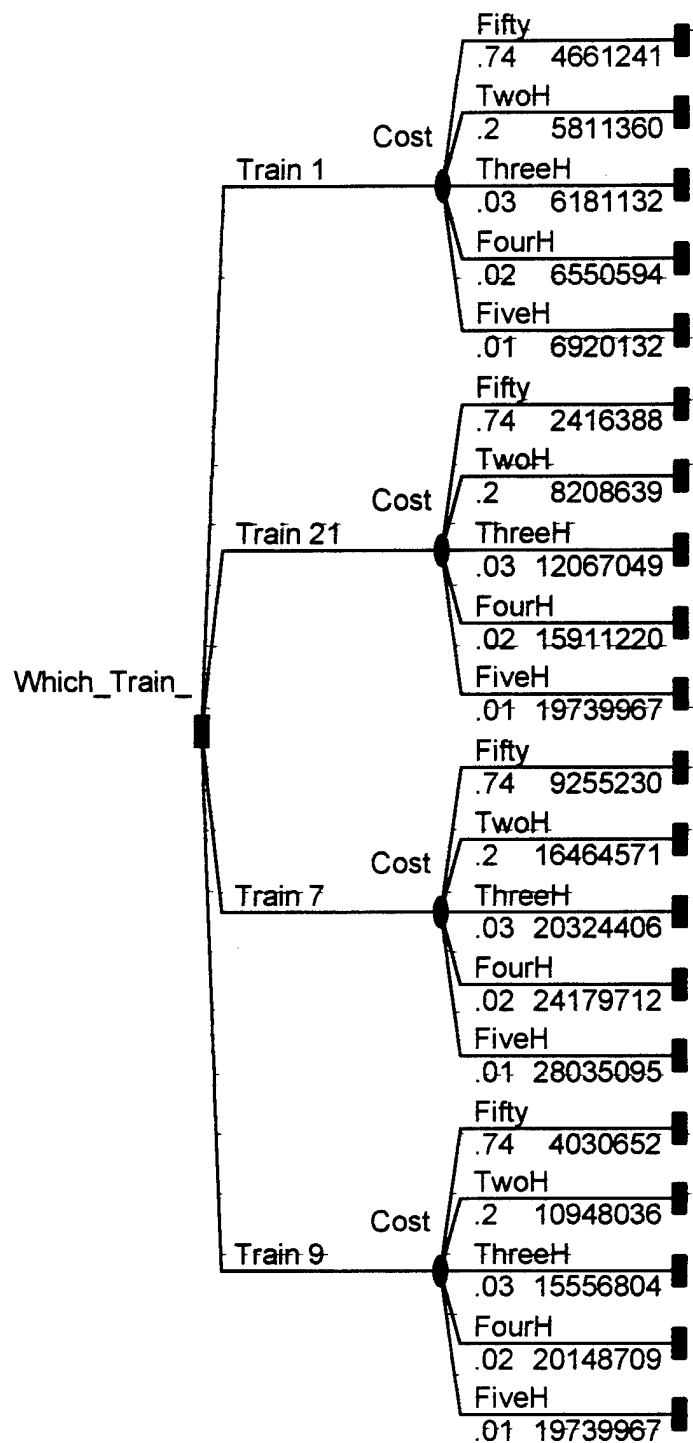 Fifty
.74 4661241
TwoH
.2 5811360
Cost
Train 1
ThreeH
.03 6181132
FourH
.02 6550594
FiveH
.01 6920132
Fifty
.74 2416388
TwoH
.2 8208639
Cost
Train 21
ThreeH
.03 12067049
FourH
.02 15911220
FiveH
.01 19739967
Which_Train_
Fifty
.74 9255230
TwoH
.2 16464571
Cost
Train 7
ThreeH
.03 20324406
FourH
.02 24179712
FiveH
.01 28035095
Fifty
.74 4030652
TwoH
.2 10948036
Cost
Train 9
ThreeH
.03 15556804
FourH
.02 20148709
FiveH
.01 19739967